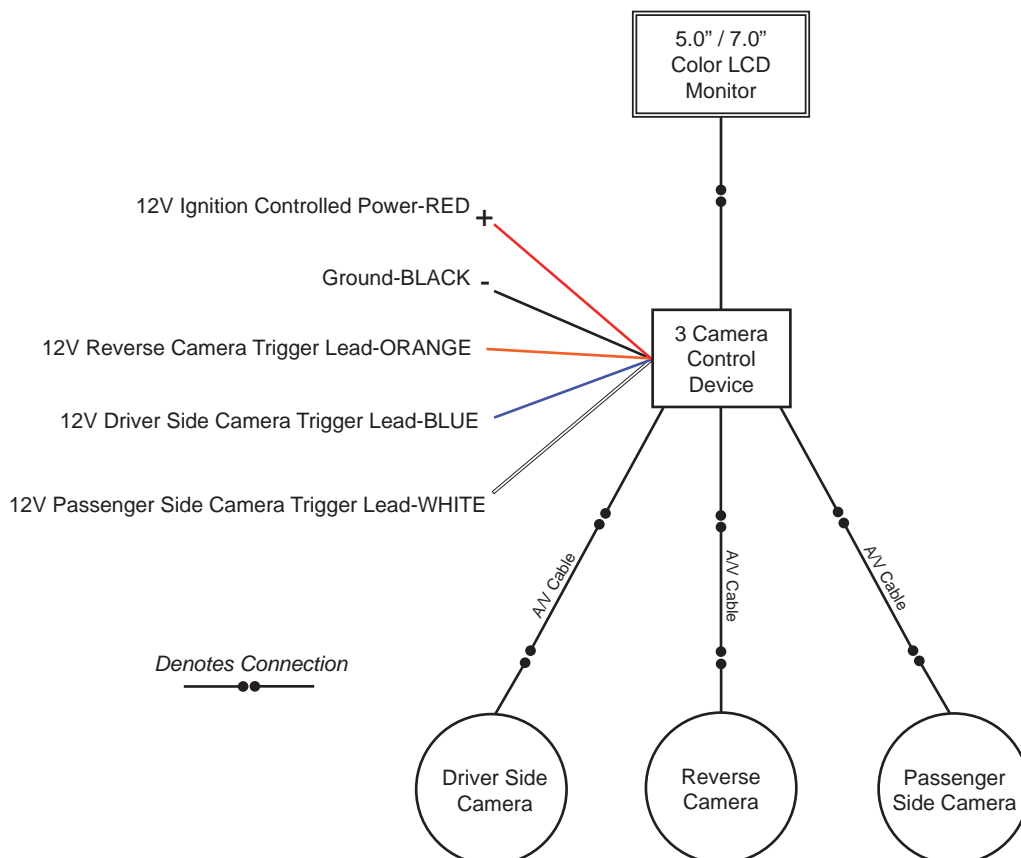 5.0” / 7.0”
Color LCD
Monitor
12V Ignition Controlled Power-RED +
Ground-BLACK -
12V Reverse Camera Trigger Lead-ORANGE
12V Driver Side Camera Trigger Lead-BLUE
12V Passenger Side Camera Trigger Lead-WHITE
3 Camera
Control
Device
A/V Cable
A/V Cable
A/V Cable
Denotes Connection
Driver Side
Camera
Reverse
Camera
Passenger
Side Camera